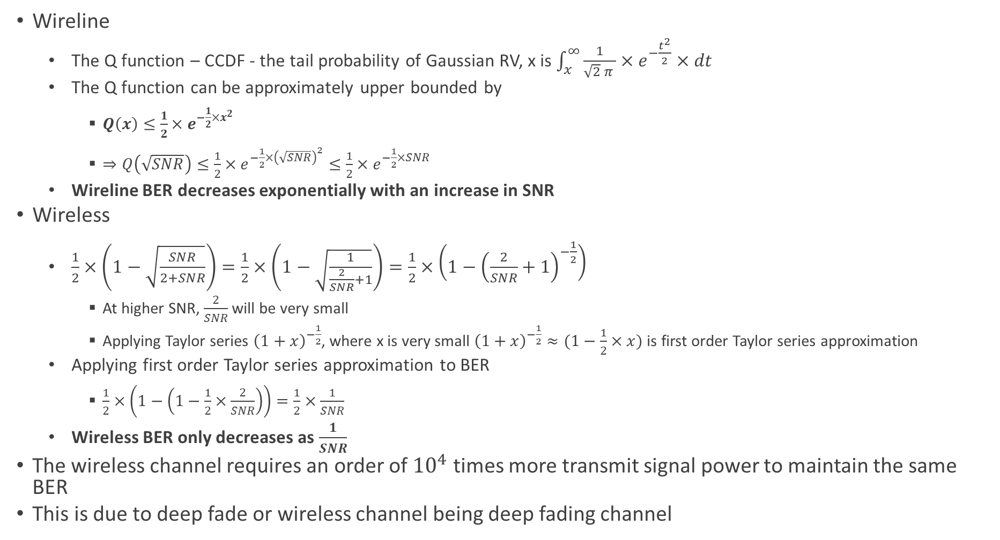 • Wireline
• The Q function – CCDF - the tail probability of Gaussian RV, x is $\int_x^\infty \frac{1}{\sqrt{2}\,\pi} \times e^{-\frac{t^2}{2}} \times dt$
• The Q function can be approximately upper bounded by
▪ $\boldsymbol{Q(x)} \leq \frac{1}{2} \times e^{-\frac{1}{2} \times x^2}$
▪ $\Rightarrow Q(\sqrt{SNR}) \leq \frac{1}{2} \times e^{-\frac{1}{2} \times (\sqrt{SNR})^2} \leq \frac{1}{2} \times e^{-\frac{1}{2} \times SNR}$
• Wireline BER decreases exponentially with an increase in SNR
• Wireless
• $\frac{1}{2} \times \left(1 - \sqrt{\frac{SNR}{2+SNR}}\right) = \frac{1}{2} \times \left(1 - \sqrt{\frac{1}{\frac{2}{SNR}+1}}\right) = \frac{1}{2} \times \left(1 - \left(\frac{2}{SNR} + 1\right)^{-\frac{1}{2}}\right)$
▪ At higher SNR, $\frac{2}{SNR}$ will be very small
▪ Applying Taylor series $(1 + x)^{-\frac{1}{2}}$, where x is very small $(1 + x)^{-\frac{1}{2}} \approx (1 - \frac{1}{2} \times x)$ is first order Taylor series approximation
• Applying first order Taylor series approximation to BER
▪ $\frac{1}{2} \times \left(1 - \left(1 - \frac{1}{2} \times \frac{2}{SNR}\right)\right) = \frac{1}{2} \times \frac{1}{SNR}$
• Wireless BER only decreases as $\frac{1}{SNR}$
• The wireless channel requires an order of $10^4$ times more transmit signal power to maintain the same
BER
• This is due to deep fade or wireless channel being deep fading channel